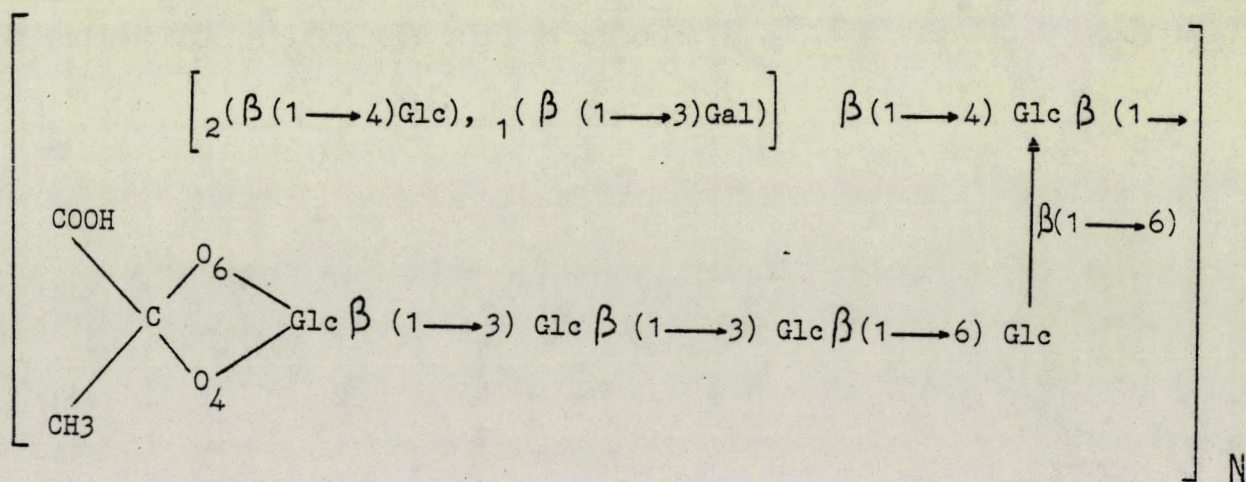 [₂(β(1→4)Glc), ₁(β (1→3)Gal)] β(1→4) Glc β (1→
COOH
β(1→6)
O₆
C Glc β (1→3) Glc β (1→3) Glc β(1→6) Glc
O₄
CH3
N